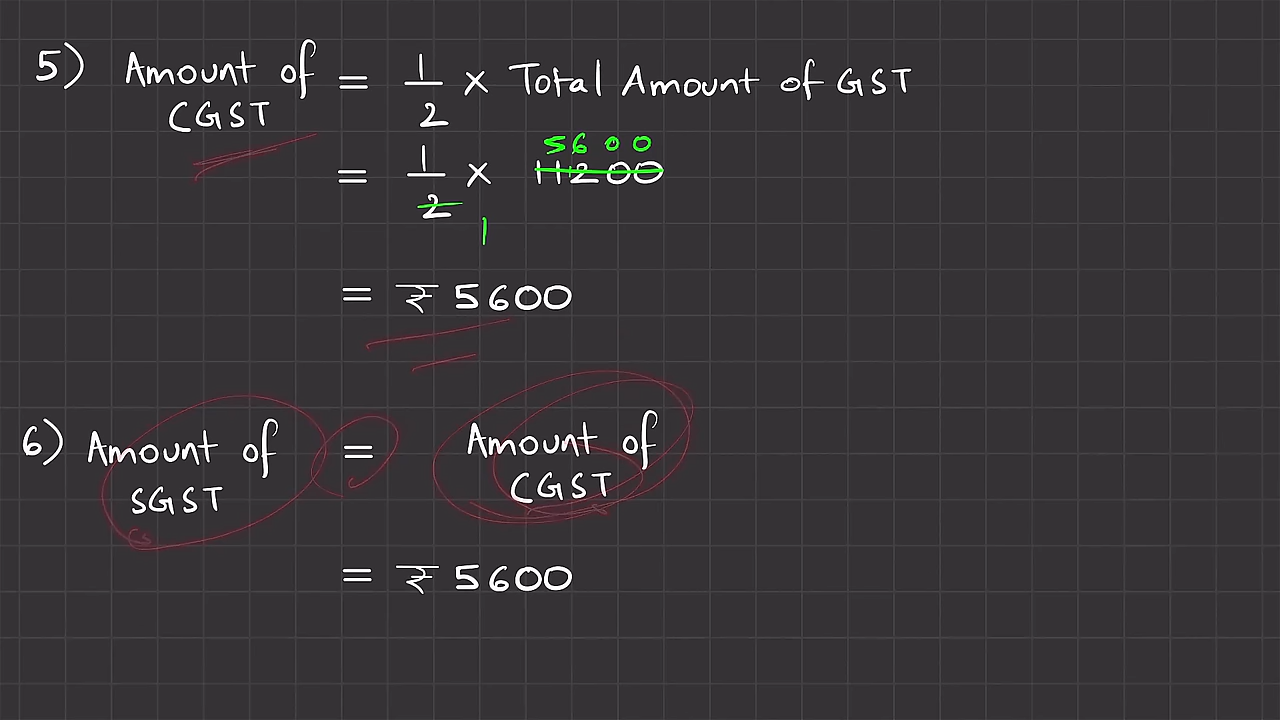 5) Amount of CGST = 1/2 × Total Amount of GST
= 1/2 × 11200
5600
1
= ₹ 5600
6) Amount of SGST = Amount of CGST
= ₹ 5600